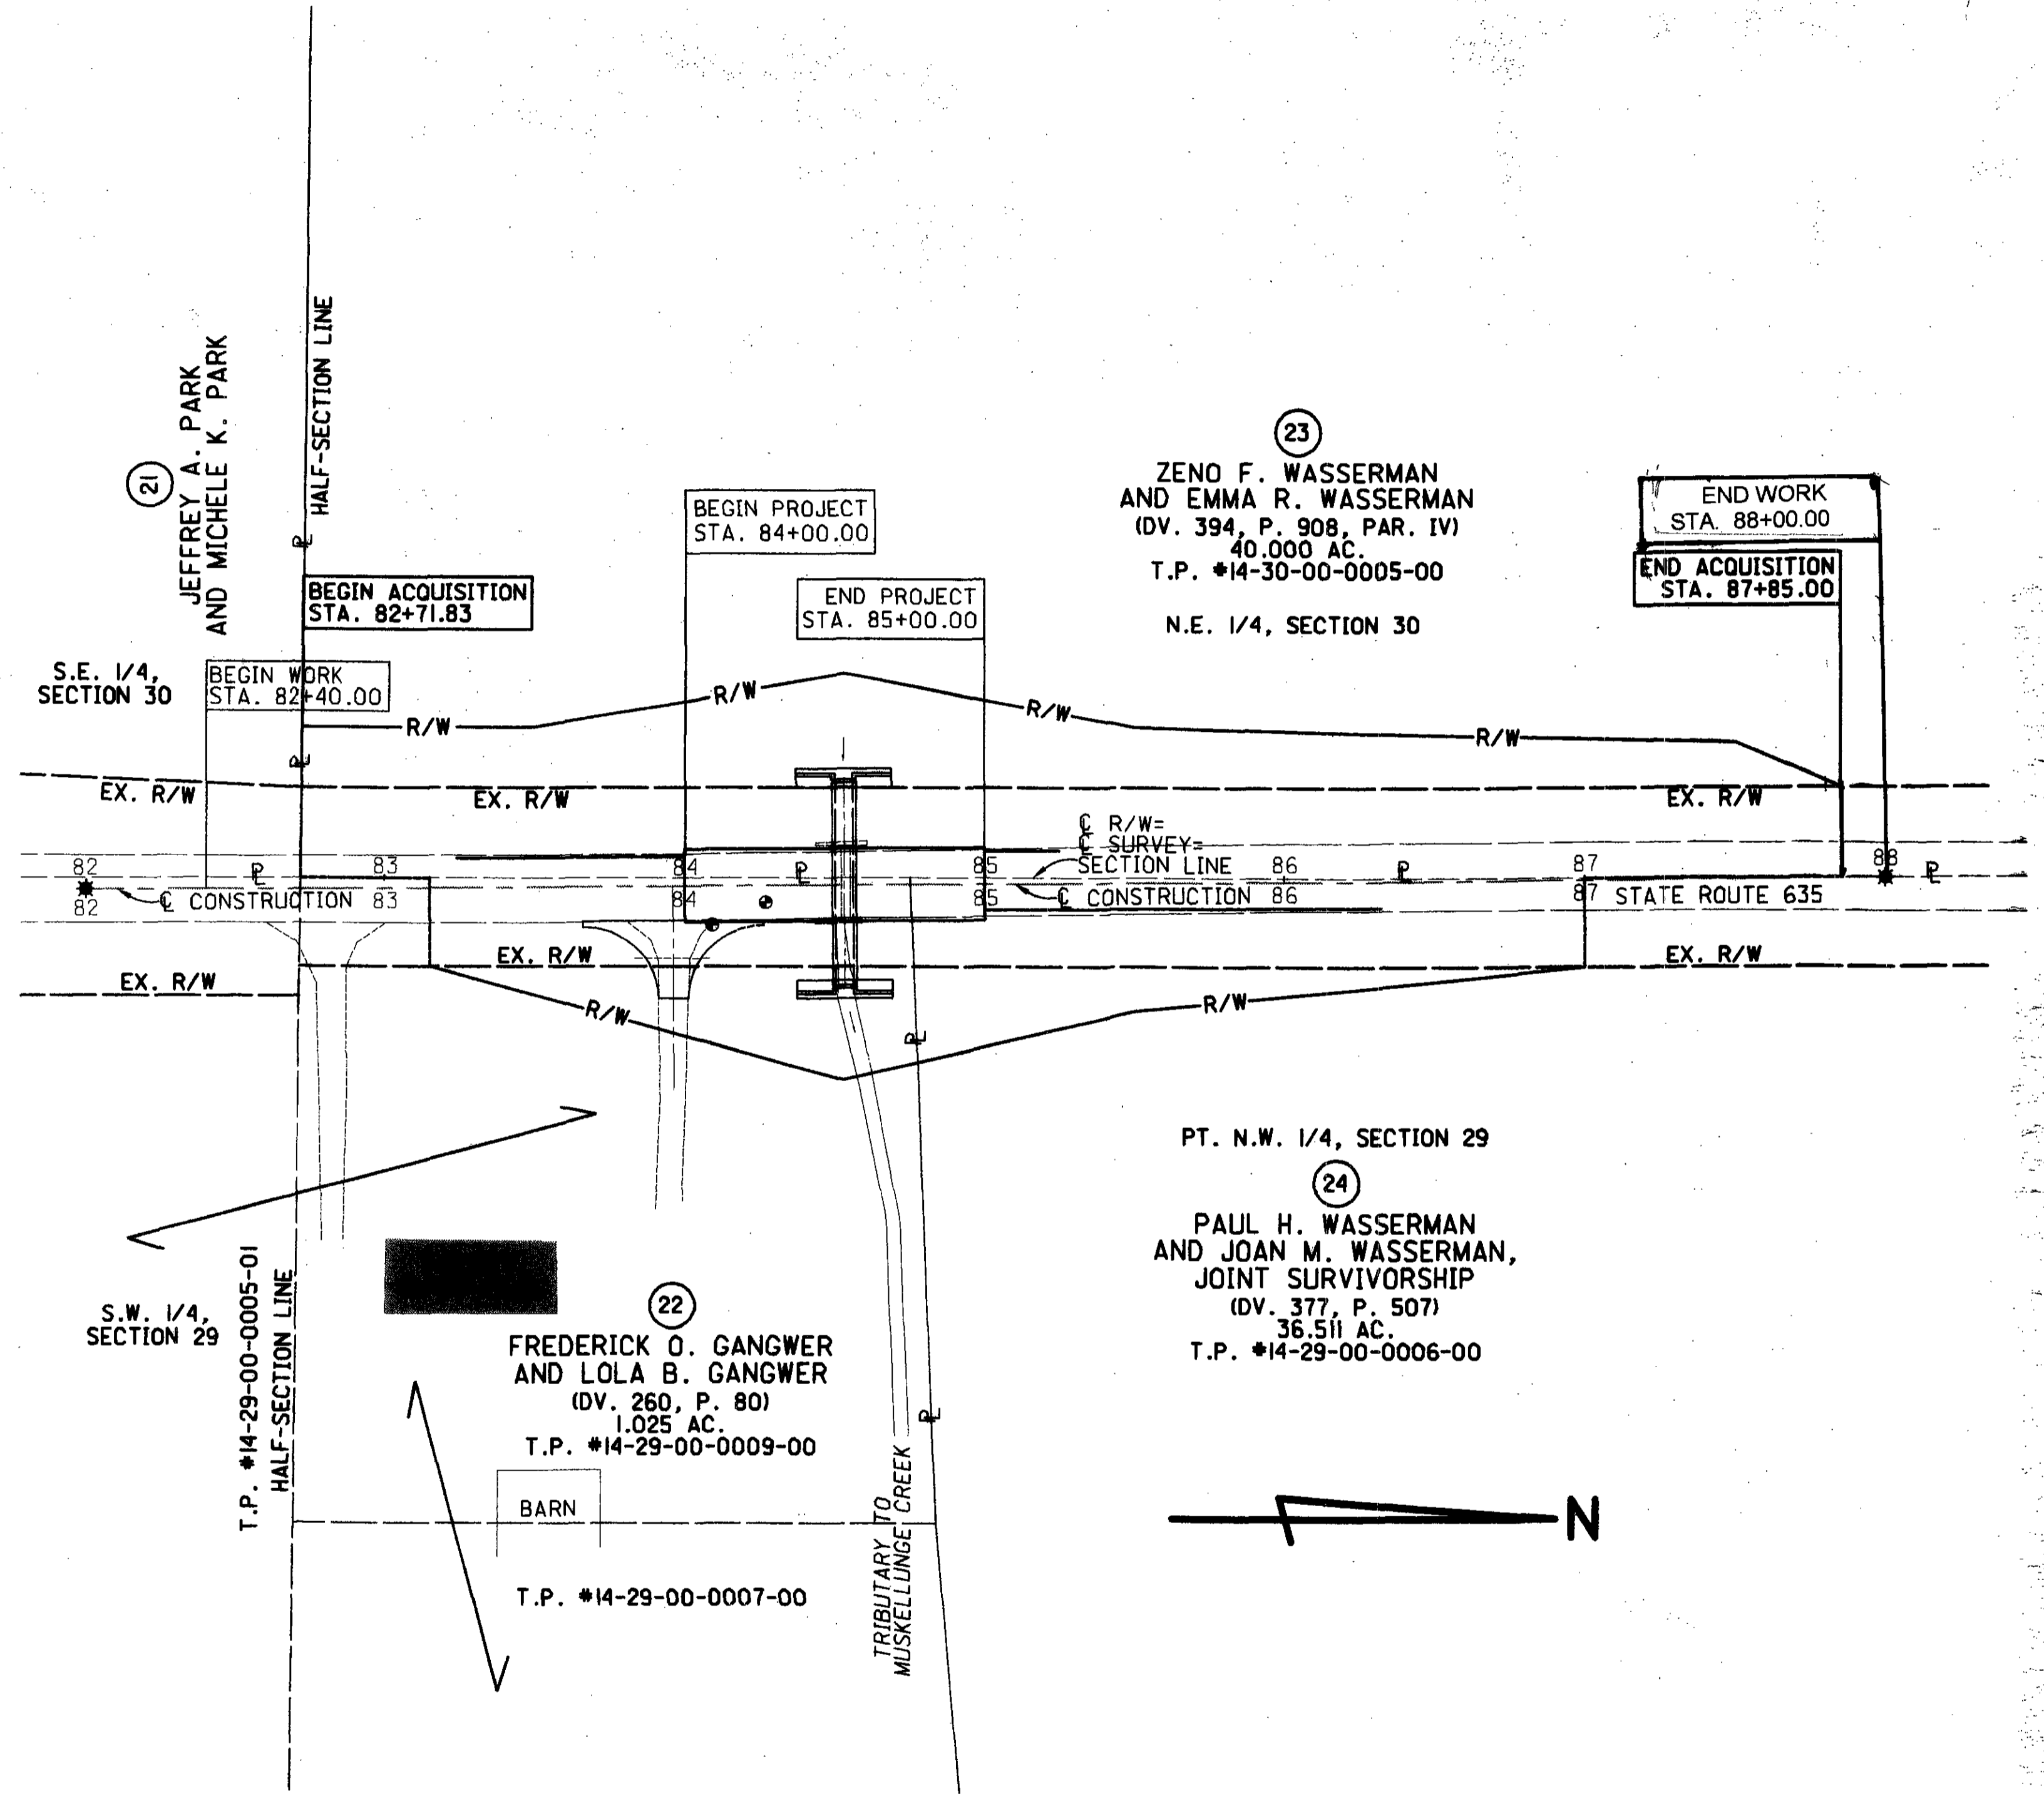 21
JEFFREY A. PARK
AND MICHELE K. PARK
HALF-SECTION LINE
23
ZENO F. WASSERMAN
AND EMMA R. WASSERMAN
(DV. 394, P. 908, PAR. IV)
40.000 AC.
T.P. #14-30-00-0005-00
N.E. 1/4, SECTION 30
END WORK
STA. 88+00.00
END ACQUISITION
STA. 87+85.00
BEGIN PROJECT
STA. 84+00.00
END PROJECT
STA. 85+00.00
BEGIN ACQUISITION
STA. 82+71.83
S.E. 1/4,
SECTION 30
BEGIN WORK
STA. 82+40.00
R/W
R/W
R/W
R/W
EX. R/W
EX. R/W
EX. R/W
℄ R/W=
℄ SURVEY=
SECTION LINE
82
83
84
85
86
87
88
82
℄ CONSTRUCTION
83
84
85
℄ CONSTRUCTION
86
87
STATE ROUTE 635
EX. R/W
EX. R/W
EX. R/W
R/W
R/W
PT. N.W. 1/4, SECTION 29
24
PAUL H. WASSERMAN
AND JOAN M. WASSERMAN,
JOINT SURVIVORSHIP
(DV. 377, P. 507)
36.511 AC.
T.P. #14-29-00-0006-00
S.W. 1/4,
SECTION 29
T.P. #14-29-00-0005-01
HALF-SECTION LINE
22
FREDERICK O. GANGWER
AND LOLA B. GANGWER
(DV. 260, P. 80)
1.025 AC.
T.P. #14-29-00-0009-00
BARN
T.P. #14-29-00-0007-00
TRIBUTARY TO
MUSKELLUNGE CREEK
N